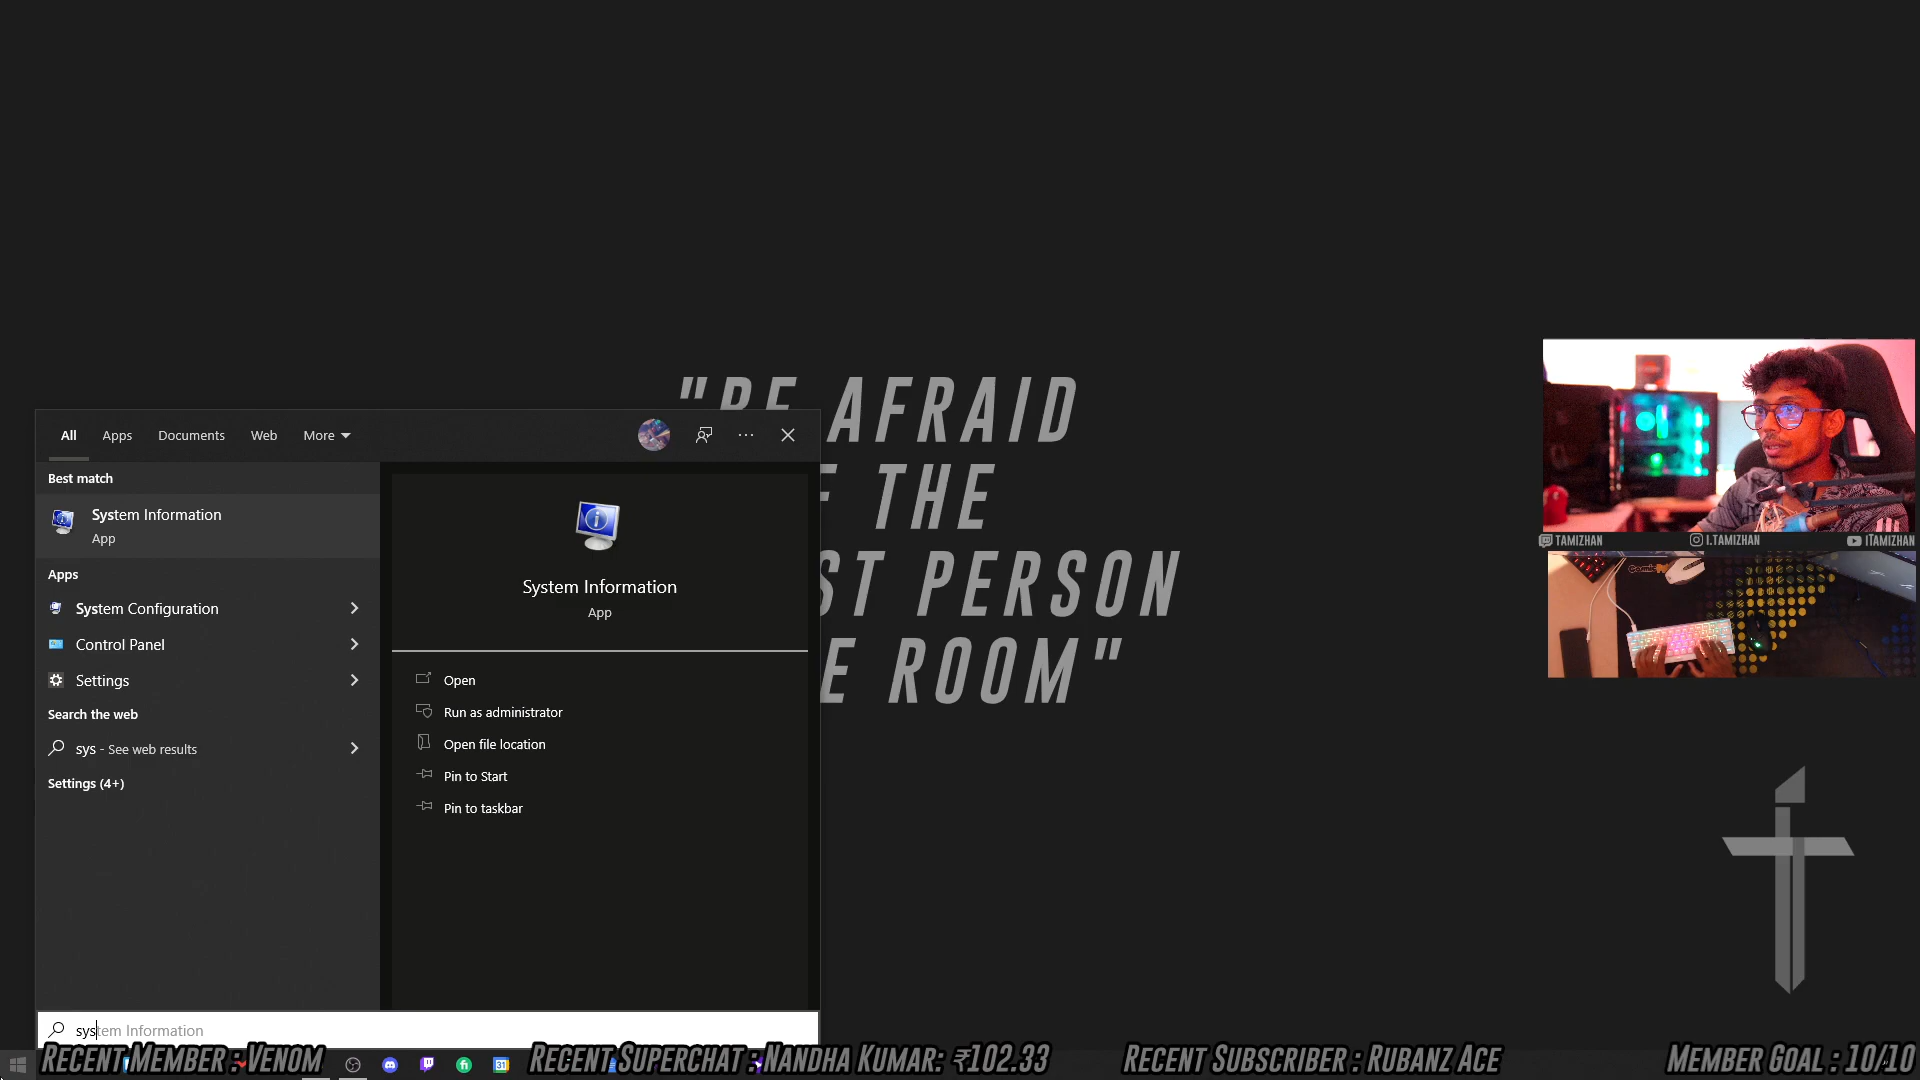 "BE AFRAID
THE
ST PERSON
E ROOM"
All
Apps
Documents
Web
More
Best match
System Information
App
Apps
System Configuration
Control Panel
Settings
Search the web
sys - See web results
Settings (4+)
System Information
App
Open
Run as administrator
Open file location
Pin to Start
Pin to taskbar
system Information
TAMIZHAN
I.TAMIZHAN
ITAMIZHAN
RECENT MEMBER : VENOM
RECENT SUPERCHAT : NANDHA KUMAR: ₹102.33
RECENT SUBSCRIBER : RUBANZ ACE
MEMBER GOAL : 10/10